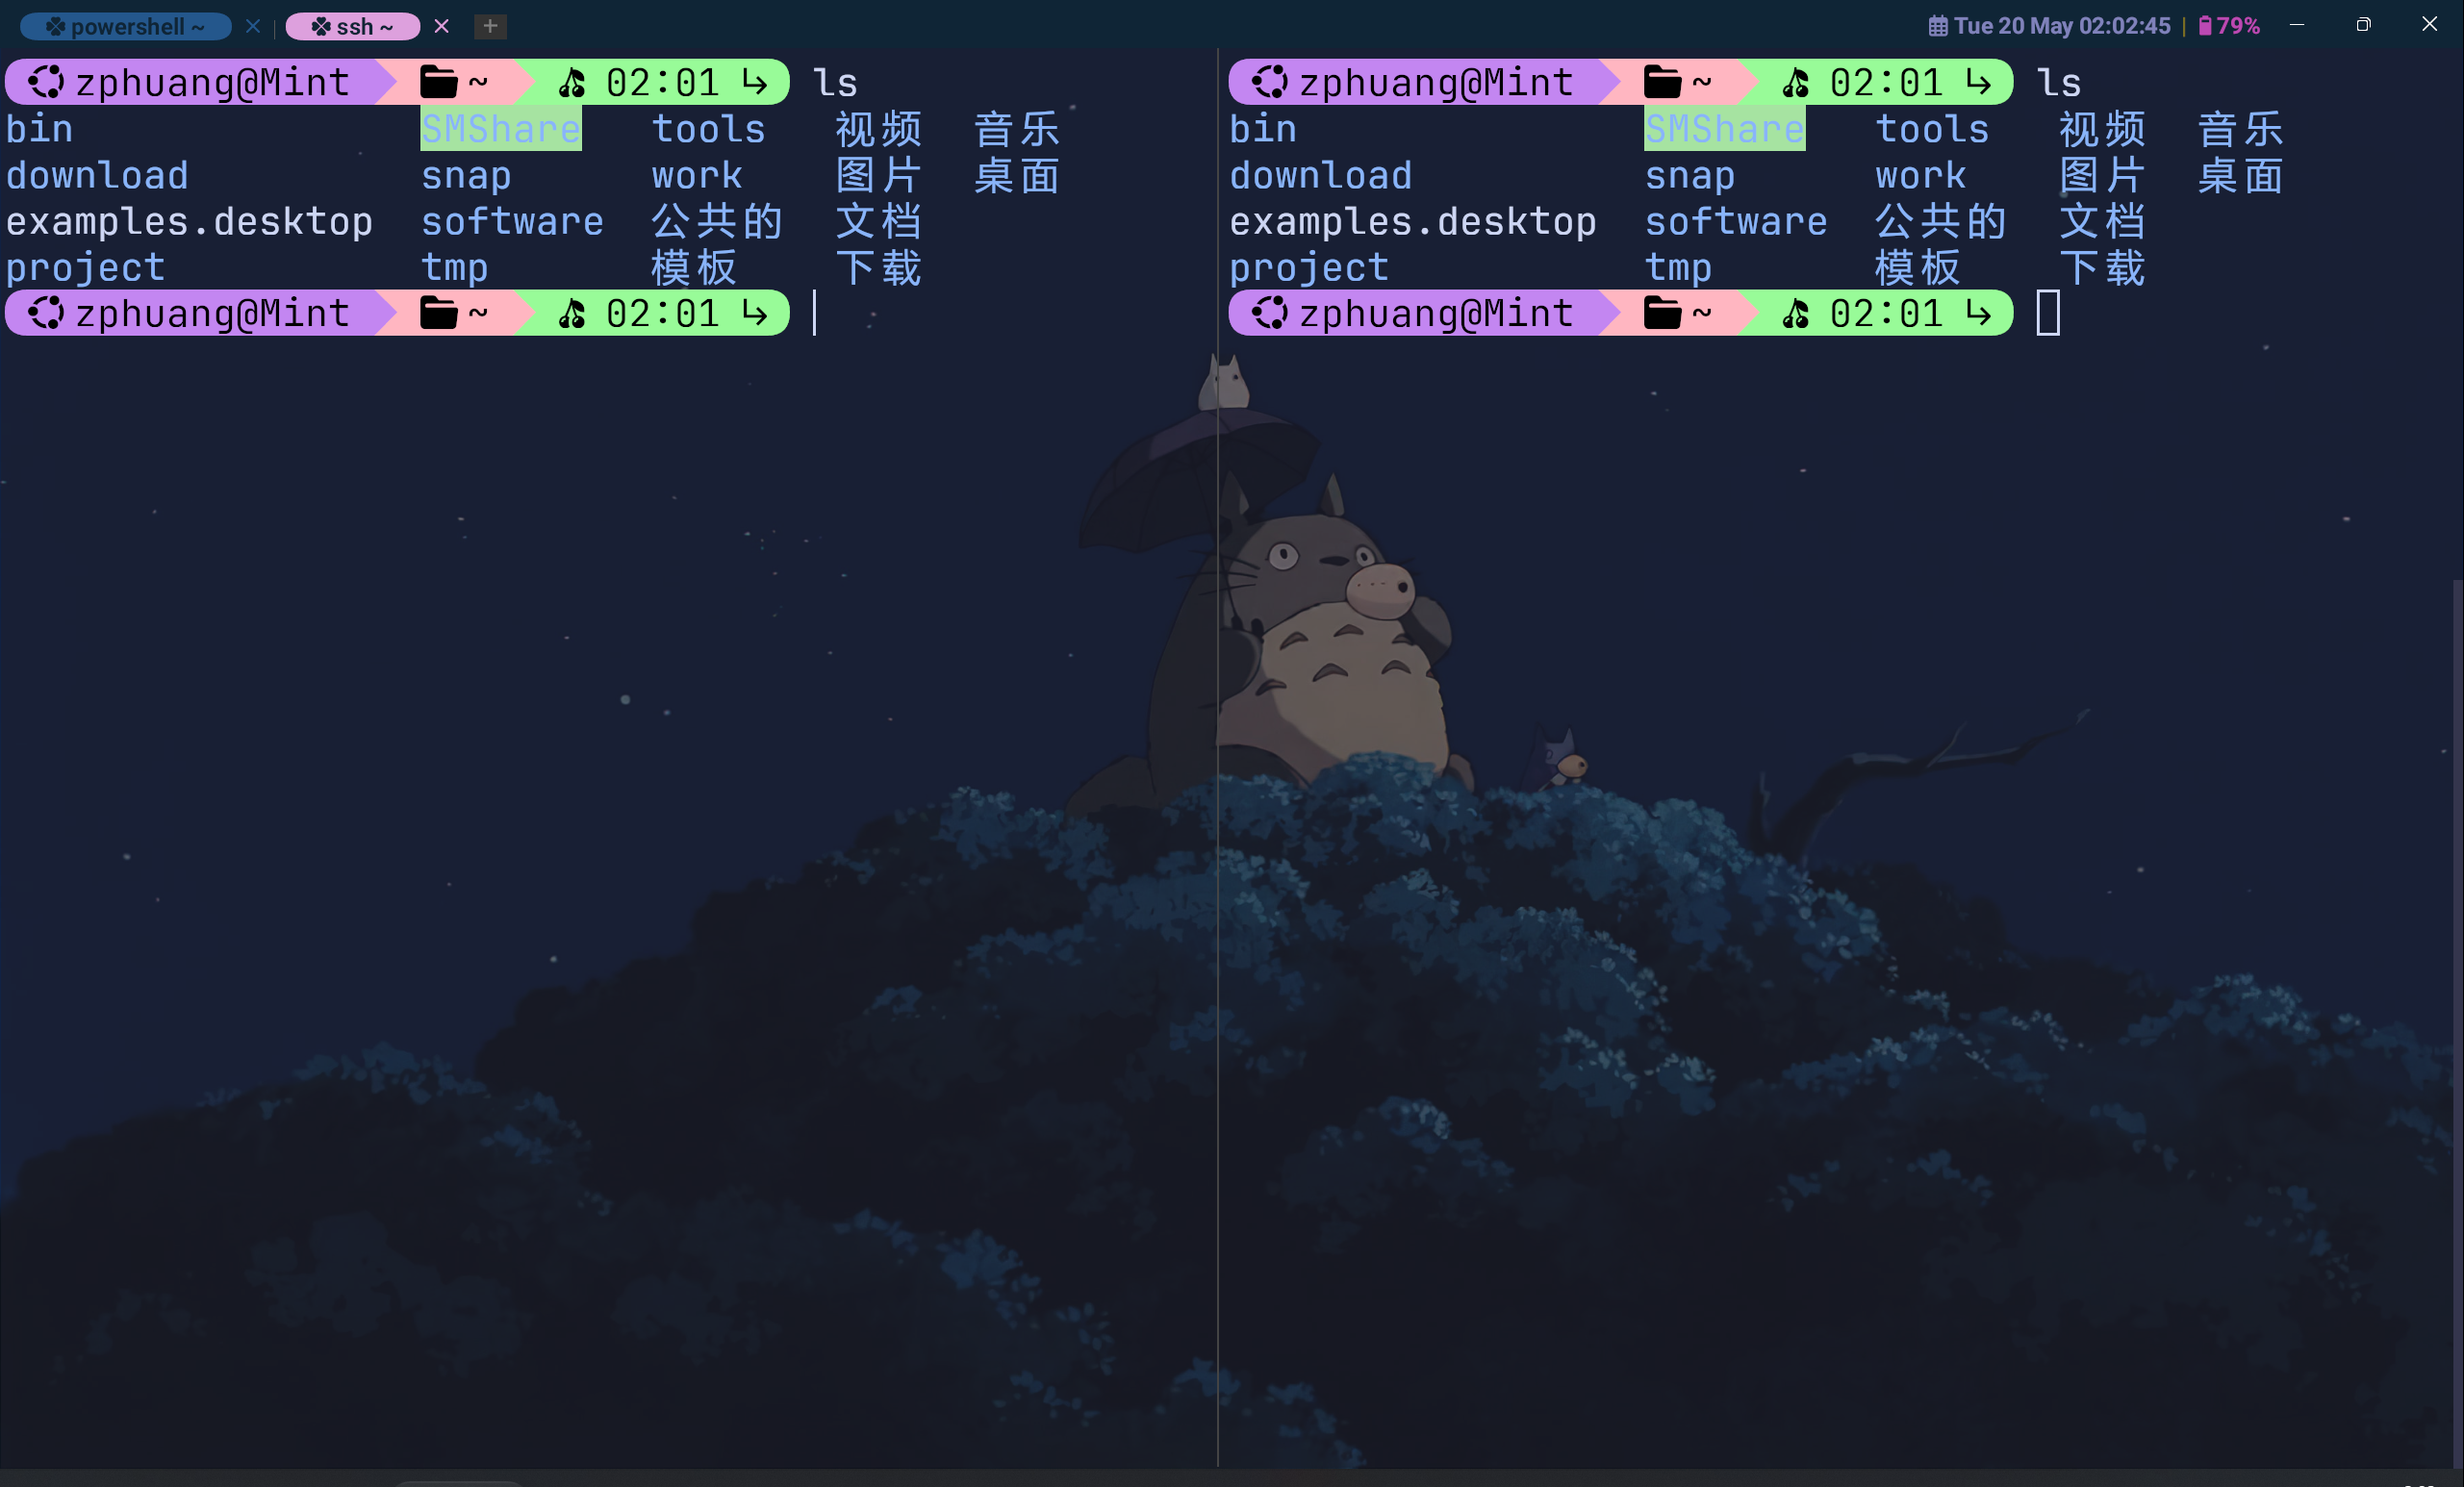 powershell ~ ssh ~ Tue 20 May 02:02:45 | 79%
zphuang@Mint ~ 02:01 ls
bin SMShare tools 视频 音乐
download snap work 图片 桌面
examples.desktop software 公共的 文档
project tmp 模板 下载
zphuang@Mint ~ 02:01
zphuang@Mint ~ 02:01 ls
bin SMShare tools 视频 音乐
download snap work 图片 桌面
examples.desktop software 公共的 文档
project tmp 模板 下载
zphuang@Mint ~ 02:01